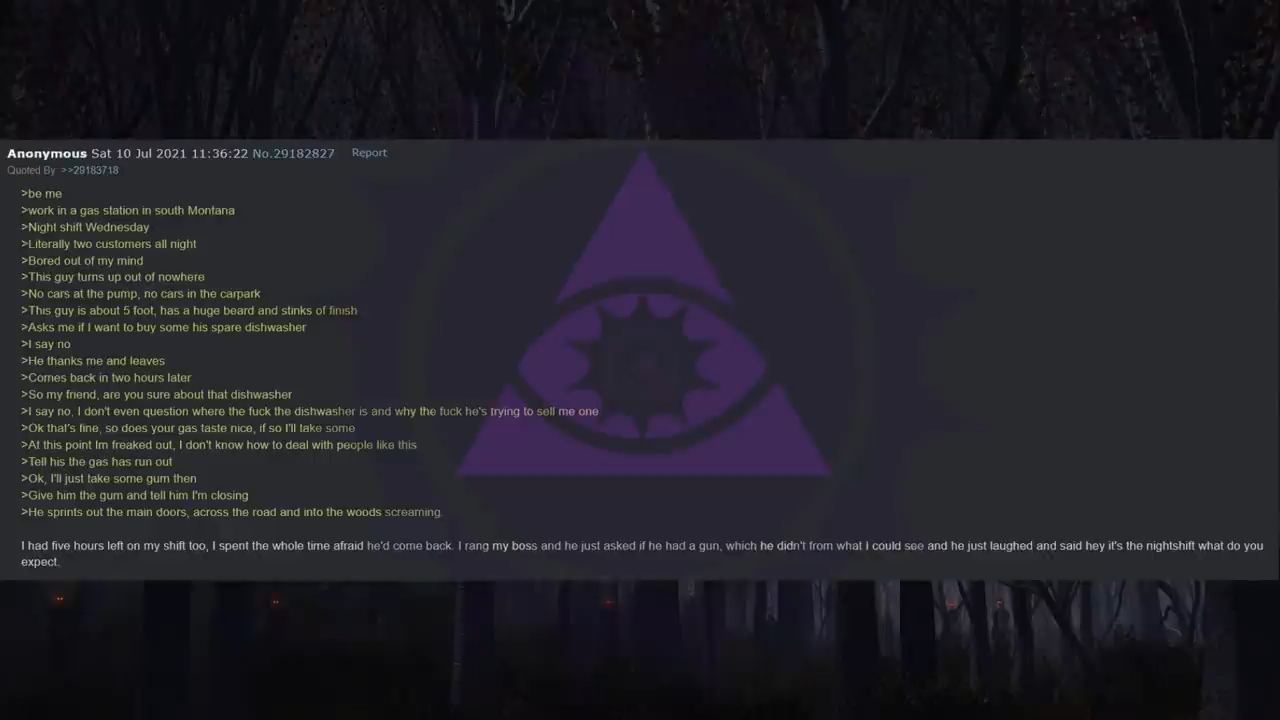 Anonymous Sat 10 Jul 2021 11:36:22 No.29182827 Report
Quoted By >>29183718
>be me
>work in a gas station in south Montana
>Night shift Wednesday
>Literally two customers all night
>Bored out of my mind
>This guy turns up out of nowhere
>No cars at the pump, no cars in the carpark
>This guy is about 5 foot, has a huge beard and stinks of finish
>Asks me if I want to buy some his spare dishwasher
>I say no
>He thanks me and leaves
>Comes back in two hours later
>So my friend, are you sure about that dishwasher
>I say no, I don't even question where the fuck the dishwasher is and why the fuck he's trying to sell me one
>Ok that's fine, so does your gas taste nice, if so I'll take some
>At this point Im freaked out, I don't know how to deal with people like this
>Tell his the gas has run out
>Ok, I'll just take some gum then
>Give him the gum and tell him I'm closing
>He sprints out the main doors, across the road and into the woods screaming.
I had five hours left on my shift too, I spent the whole time afraid he'd come back. I rang my boss and he just asked if he had a gun, which he didn't from what I could see and he just laughed and said hey it's the nightshift what do you
expect.